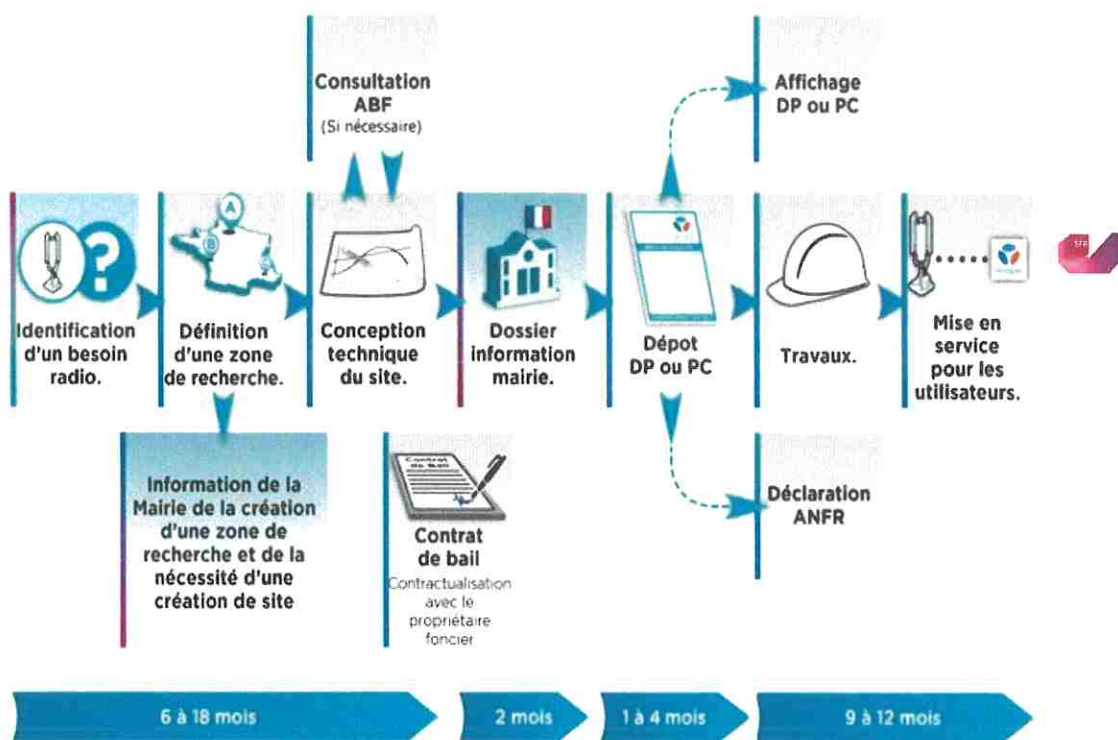 Consultation
ABF
(Si nécessaire)
Affichage
DP ou PC
A
B
SFR
Identification
d'un besoin
radio.
Définition
d'une zone
de recherche.
Conception
technique
du site.
Dossier
information
mairie.
Dépot
DP ou PC
Travaux.
Mise en
service
pour les
utilisateurs.
Information de la
Mairie de la création
d'une zone de
recherche et de la
nécessité d'une
création de site
Contrat
de Bail
Contrat
de bail
Contractualisation
avec le
propriétaire
foncier
Déclaration
ANFR
6 à 18 mois
2 mois
1 à 4 mois
9 à 12 mois